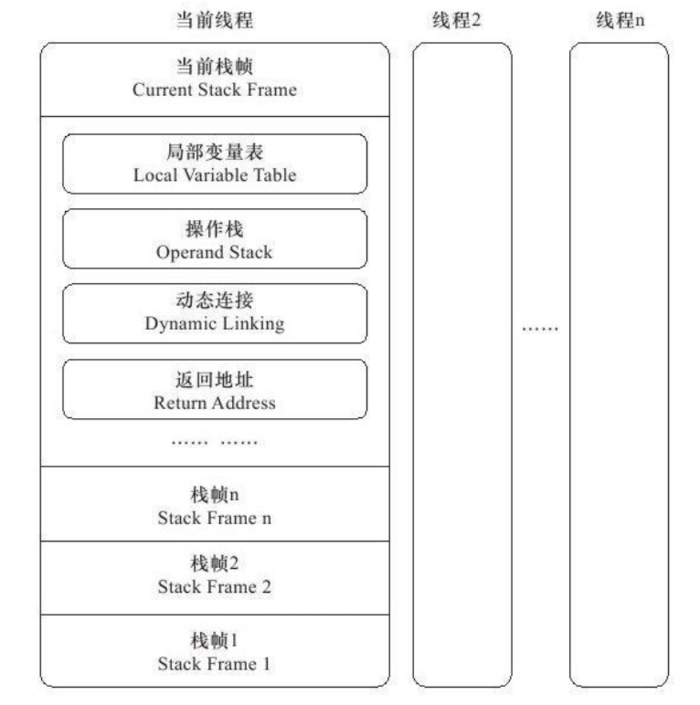 当前线程
线程2
线程n
当前栈帧
Current Stack Frame
局部变量表
Local Variable Table
操作栈
Operand Stack
动态连接
Dynamic Linking
返回地址
Return Address
…… ……
……
栈帧n
Stack Frame n
栈帧2
Stack Frame 2
栈帧1
Stack Frame 1